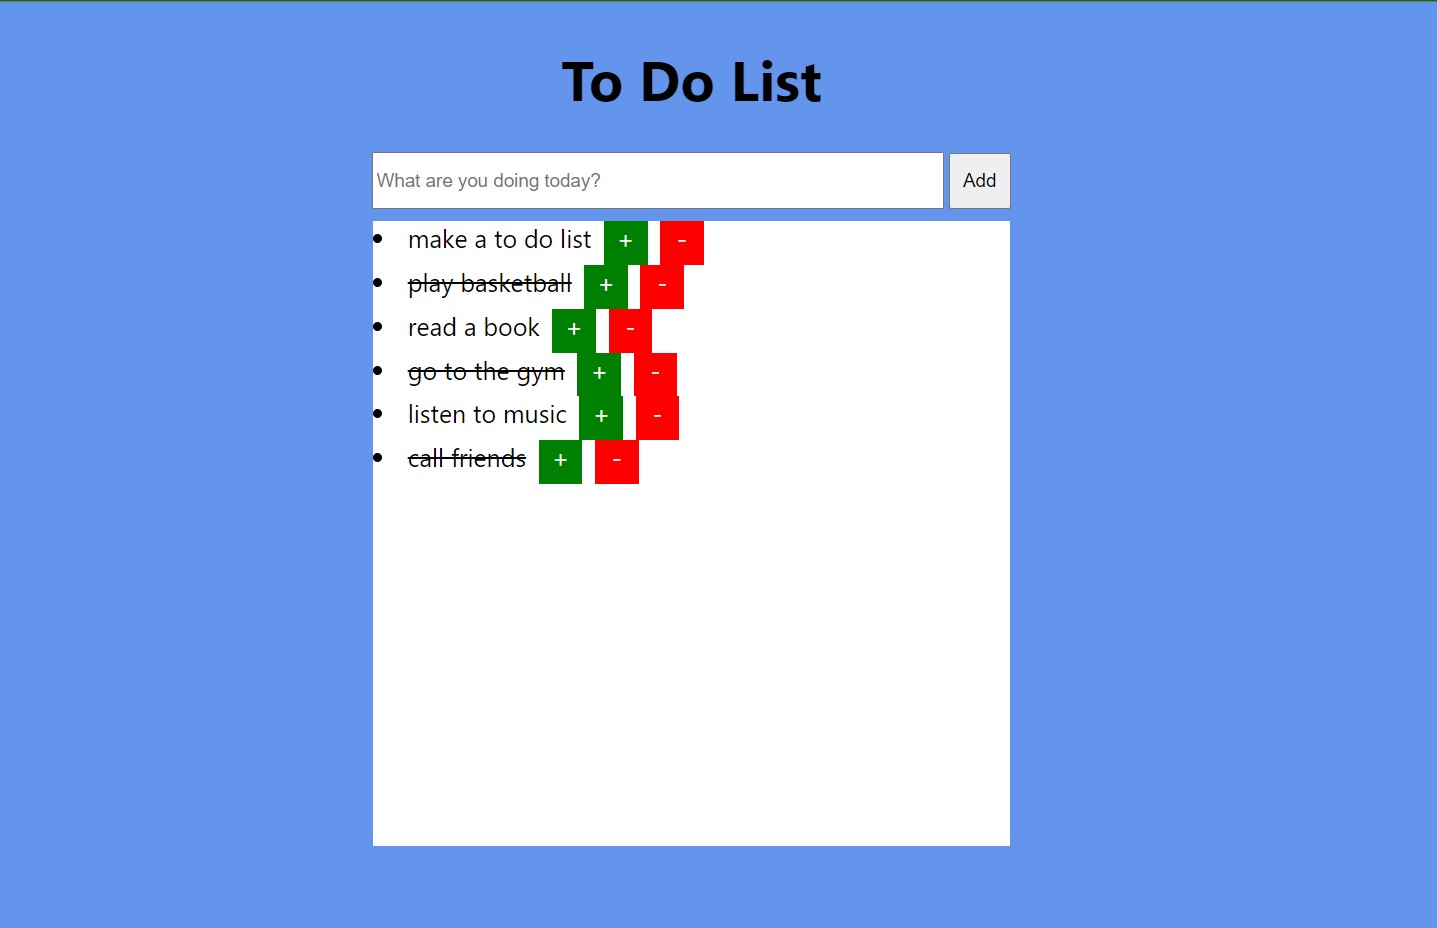 To Do List
What are you doing today? Add
make a to do list + -
play basketball + -
read a book + -
go to the gym + -
listen to music + -
call friends + -